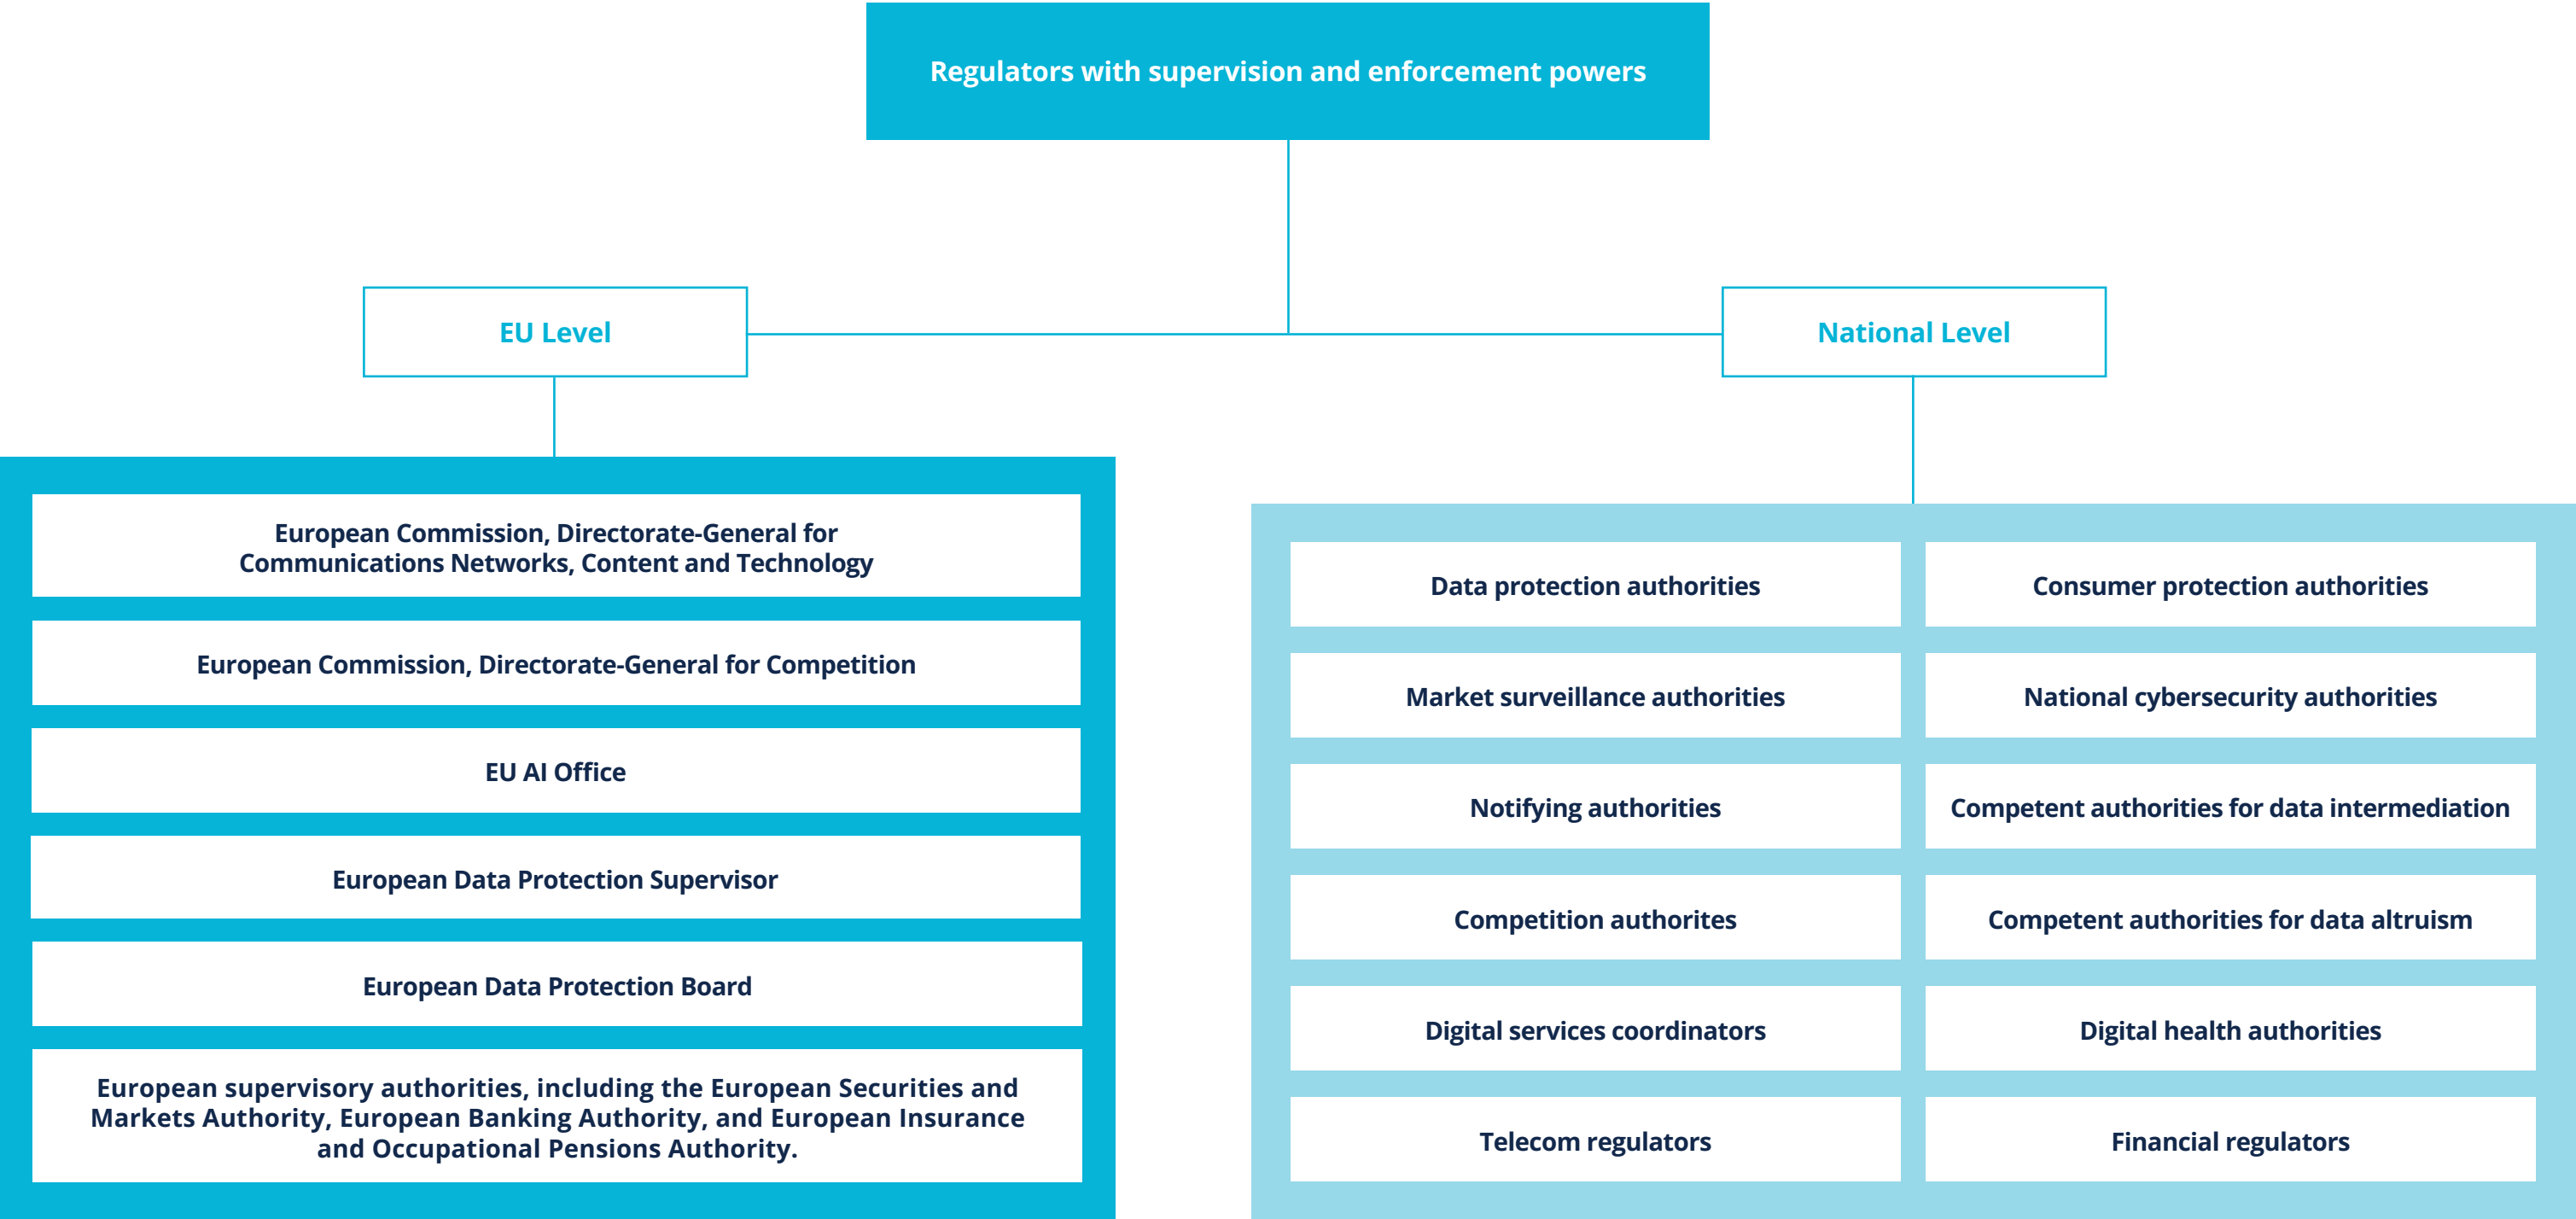 Regulators with supervision and enforcement powers
EU Level
National Level
European Commission, Directorate-General for
Communications Networks, Content and Technology
European Commission, Directorate-General for Competition
EU AI Office
European Data Protection Supervisor
European Data Protection Board
European supervisory authorities, including the European Securities and
Markets Authority, European Banking Authority, and European Insurance
and Occupational Pensions Authority.
Data protection authorities
Consumer protection authorities
Market surveillance authorities
National cybersecurity authorities
Notifying authorities
Competent authorities for data intermediation
Competition authorites
Competent authorities for data altruism
Digital services coordinators
Digital health authorities
Telecom regulators
Financial regulators